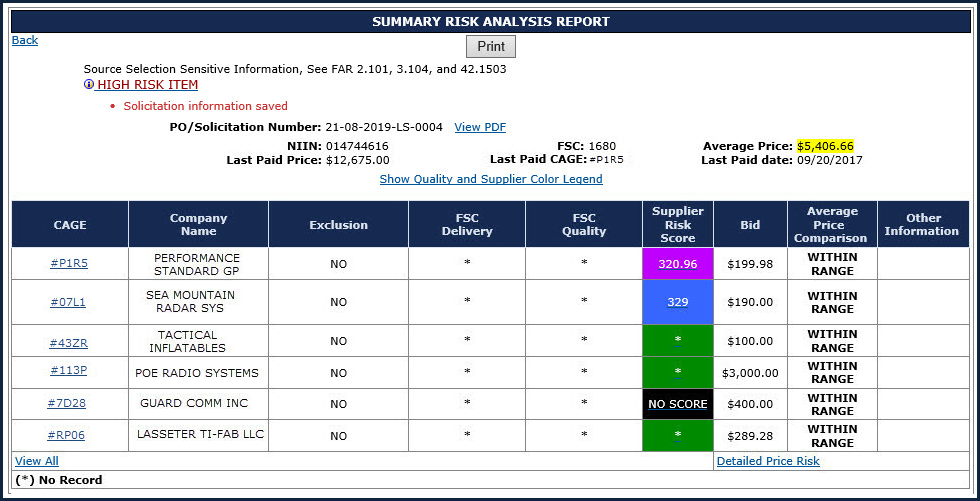 SUMMARY RISK ANALYSIS REPORT
Back
Print
Source Selection Sensitive Information, See FAR 2.101, 3.104, and 42.1503
HIGH RISK ITEM
• Solicitation information saved
PO/Solicitation Number: 21-08-2019-LS-0004 View PDF
NIIN: 014744616 FSC: 1680 Average Price: $5,406.66
Last Paid Price: $12,675.00 Last Paid CAGE: #P1R5 Last Paid date: 09/20/2017
Show Quality and Supplier Color Legend
CAGE
Company
Name
Exclusion
FSC
Delivery
FSC
Quality
Supplier
Risk
Score
Bid
Average
Price
Comparison
Other
Information
#P1R5
PERFORMANCE
STANDARD GP
NO * * 320.96 $199.98
WITHIN
RANGE
#07L1
SEA MOUNTAIN
RADAR SYS
NO * * 329 $190.00
WITHIN
RANGE
#43ZR
TACTICAL
INFLATABLES
NO * * * $100.00
WITHIN
RANGE
#113P
POE RADIO SYSTEMS
NO * * * $3,000.00
WITHIN
RANGE
#7D28
GUARD COMM INC
NO * * NO SCORE $400.00
WITHIN
RANGE
#RP06
LASSETER TI-FAB LLC
NO * * * $289.28
WITHIN
RANGE
View All Detailed Price Risk
(*) No Record